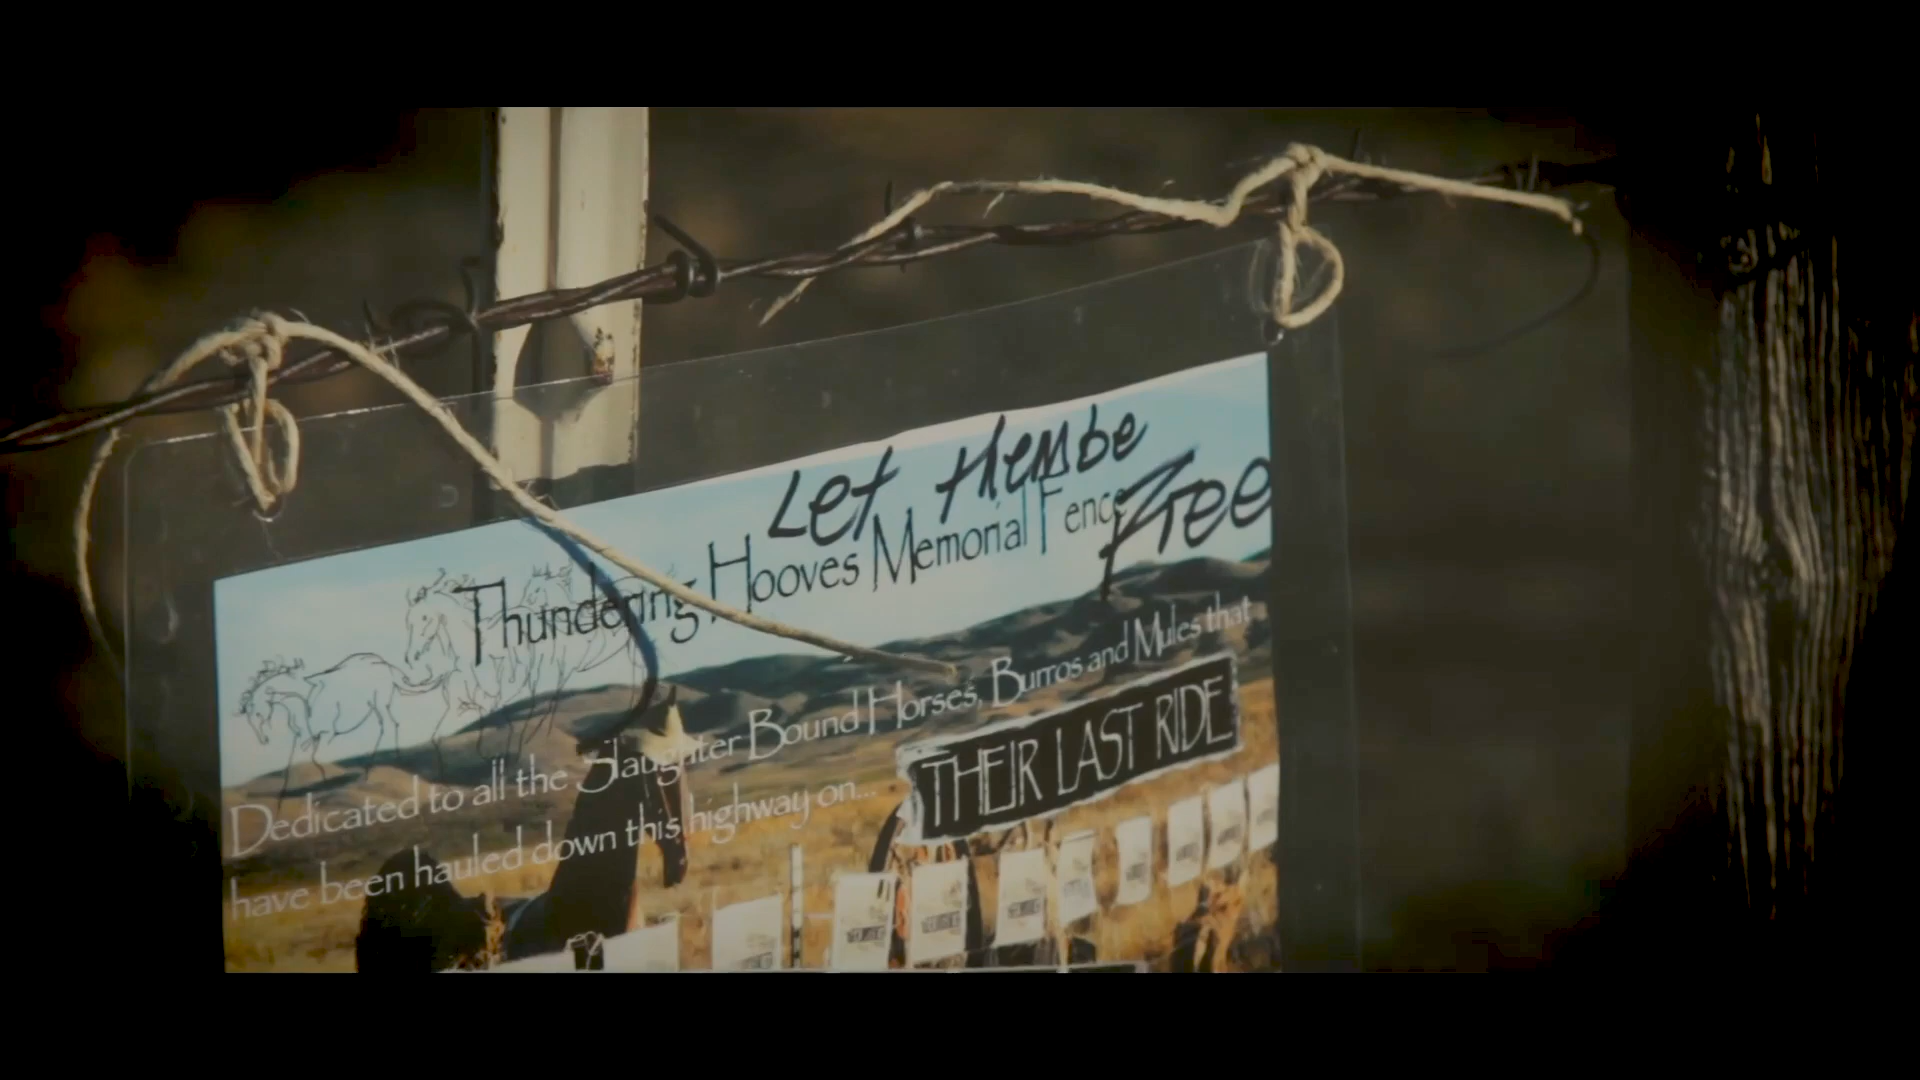 Let them be
Free
Thundering Hooves Memorial Fence
Dedicated to all the Slaughter Bound Horses, Burros and Mules that
have been hauled down this highway on...
THEIR LAST RIDE